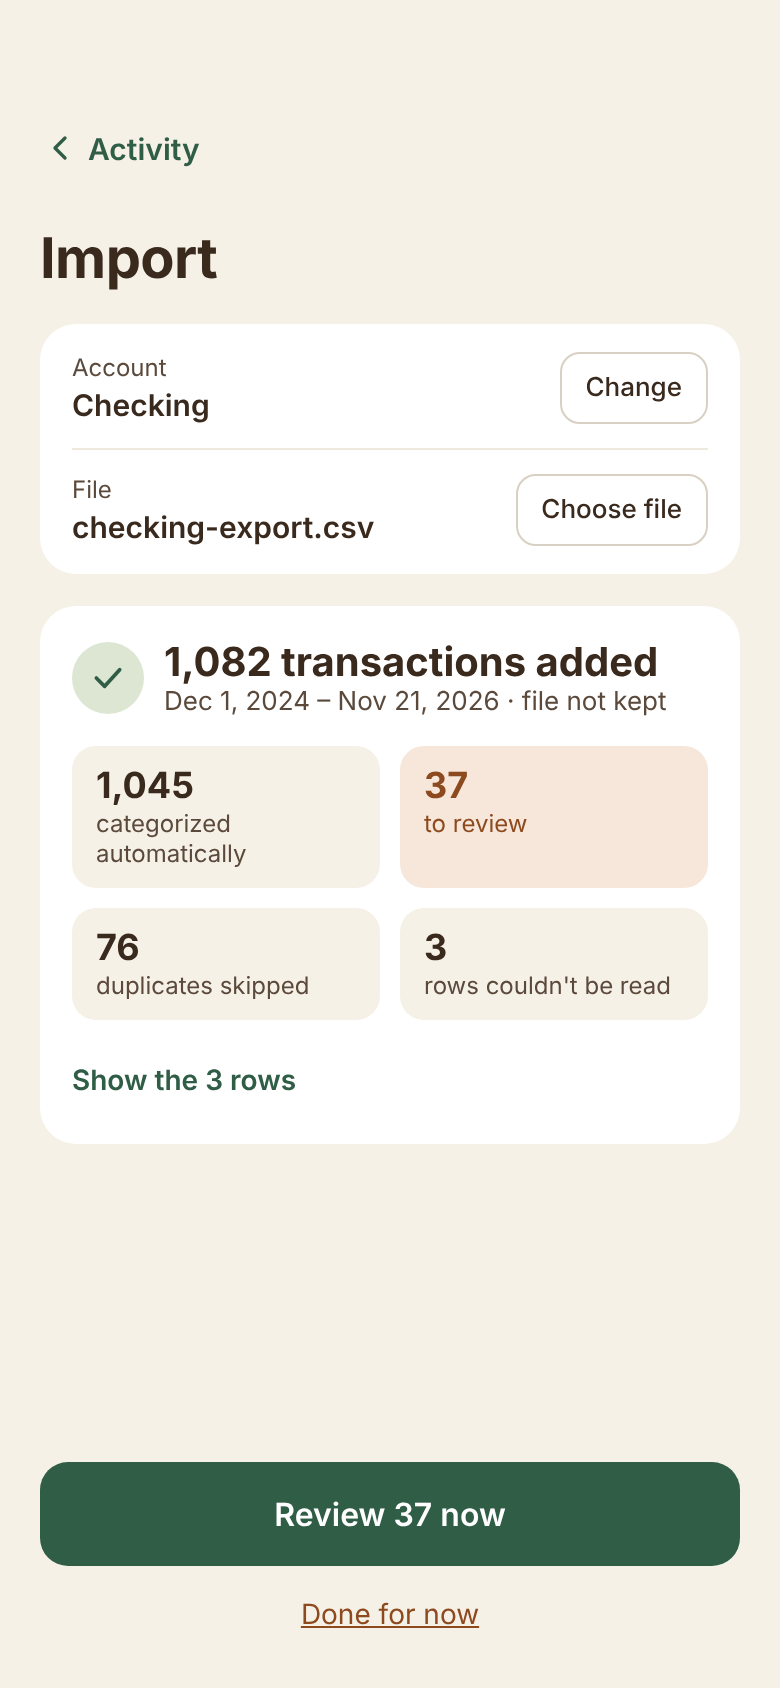 Activity
Import
Account
Checking
Change
File
checking-export.csv
Choose file
1,082 transactions added
Dec 1, 2024 – Nov 21, 2026 · file not kept
1,045
categorized
automatically
37
to review
76
duplicates skipped
3
rows couldn't be read
Show the 3 rows
Review 37 now
Done for now